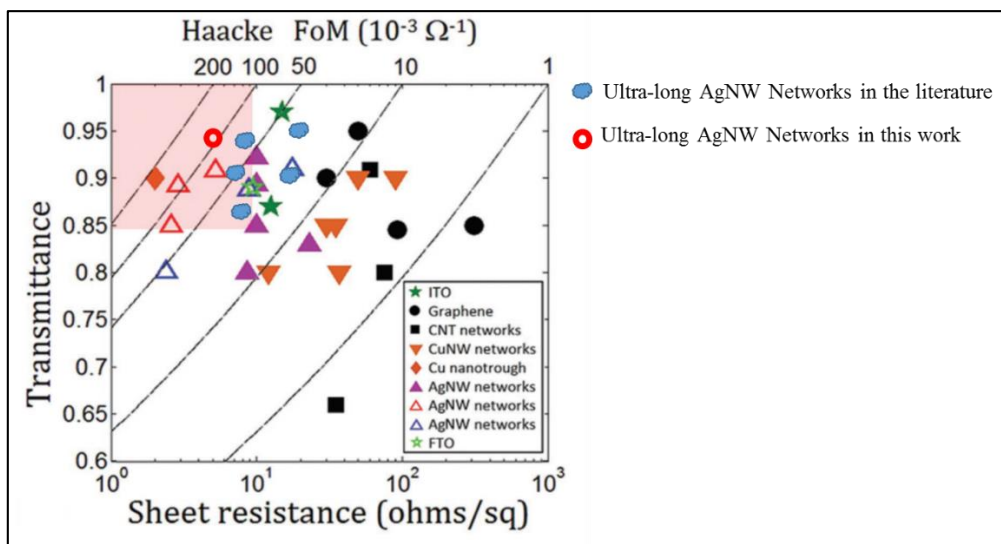 Haacke FoM (10⁻³ Ω⁻¹)
200 100 50 10 1
1
0.95
0.9
0.85
0.8
0.75
0.7
0.65
0.6
Transmittance
ITO
Graphene
CNT networks
CuNW networks
Cu nanotrough
AgNW networks
AgNW networks
AgNW networks
FTO
10⁰ 10¹ 10² 10³
Sheet resistance (ohms/sq)
Ultra-long AgNW Networks in the literature
Ultra-long AgNW Networks in this work